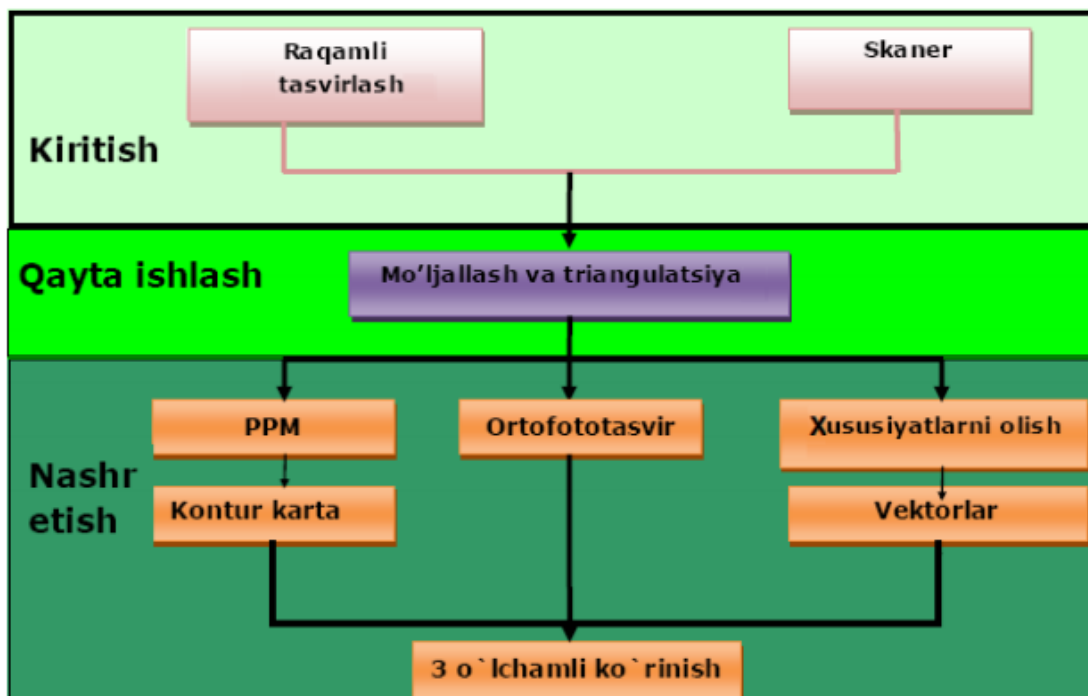 Raqamli
tasvirlash
Skaner
Kiritish
Qayta ishlash
Mo’ljallash va triangulatsiya
PPM
Ortofototasvir
Xususiyatlarni olish
Nashr
etish
Kontur karta
Vektorlar
3 o`lchamli ko`rinish